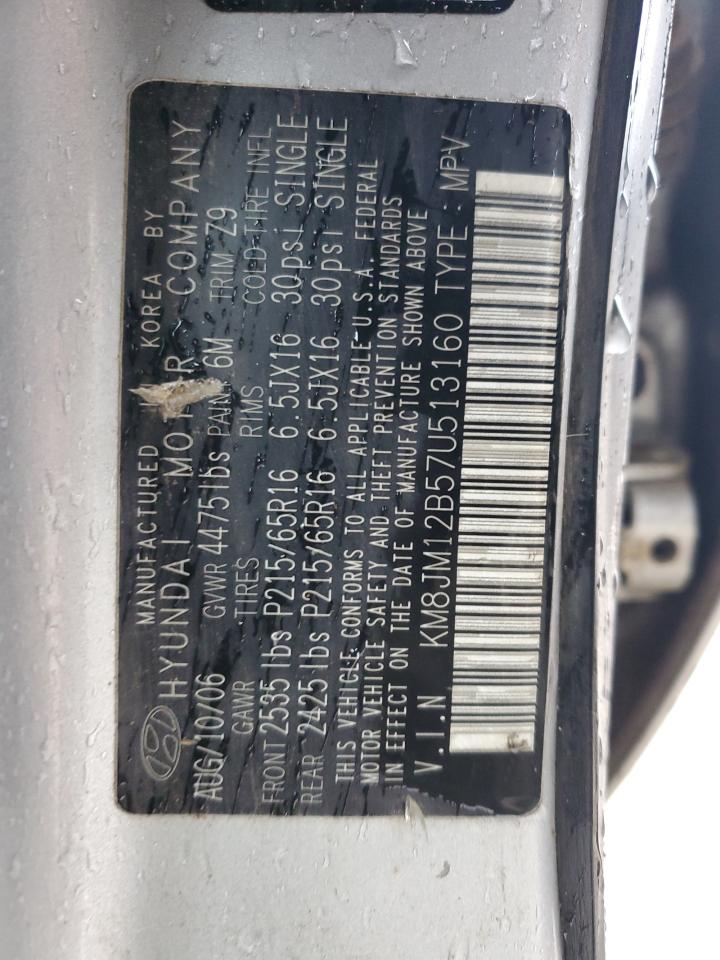 MANUFACTURED IN KOREA BY
HYUNDAI MOTOR COMPANY
AUG/10/06 GVWR 4475lbs PAINT 6M TRIM Z9
GAWR TIRES RIMS COLD TIRE INFL
FRONT 2535lbs P215/65R16 6.5JX16 30psi SINGLE
REAR 2425lbs P215/65R16 6.5JX16 30psi SINGLE
THIS VEHICLE CONFORMS TO ALL APPLICABLE U.S.A. FEDERAL
MOTOR VEHICLE SAFETY AND THEFT PREVENTION STANDARDS
IN EFFECT ON THE DATE OF MANUFACTURE SHOWN ABOVE
V.I.N KM8JM12B57U513160 TYPE : MPV